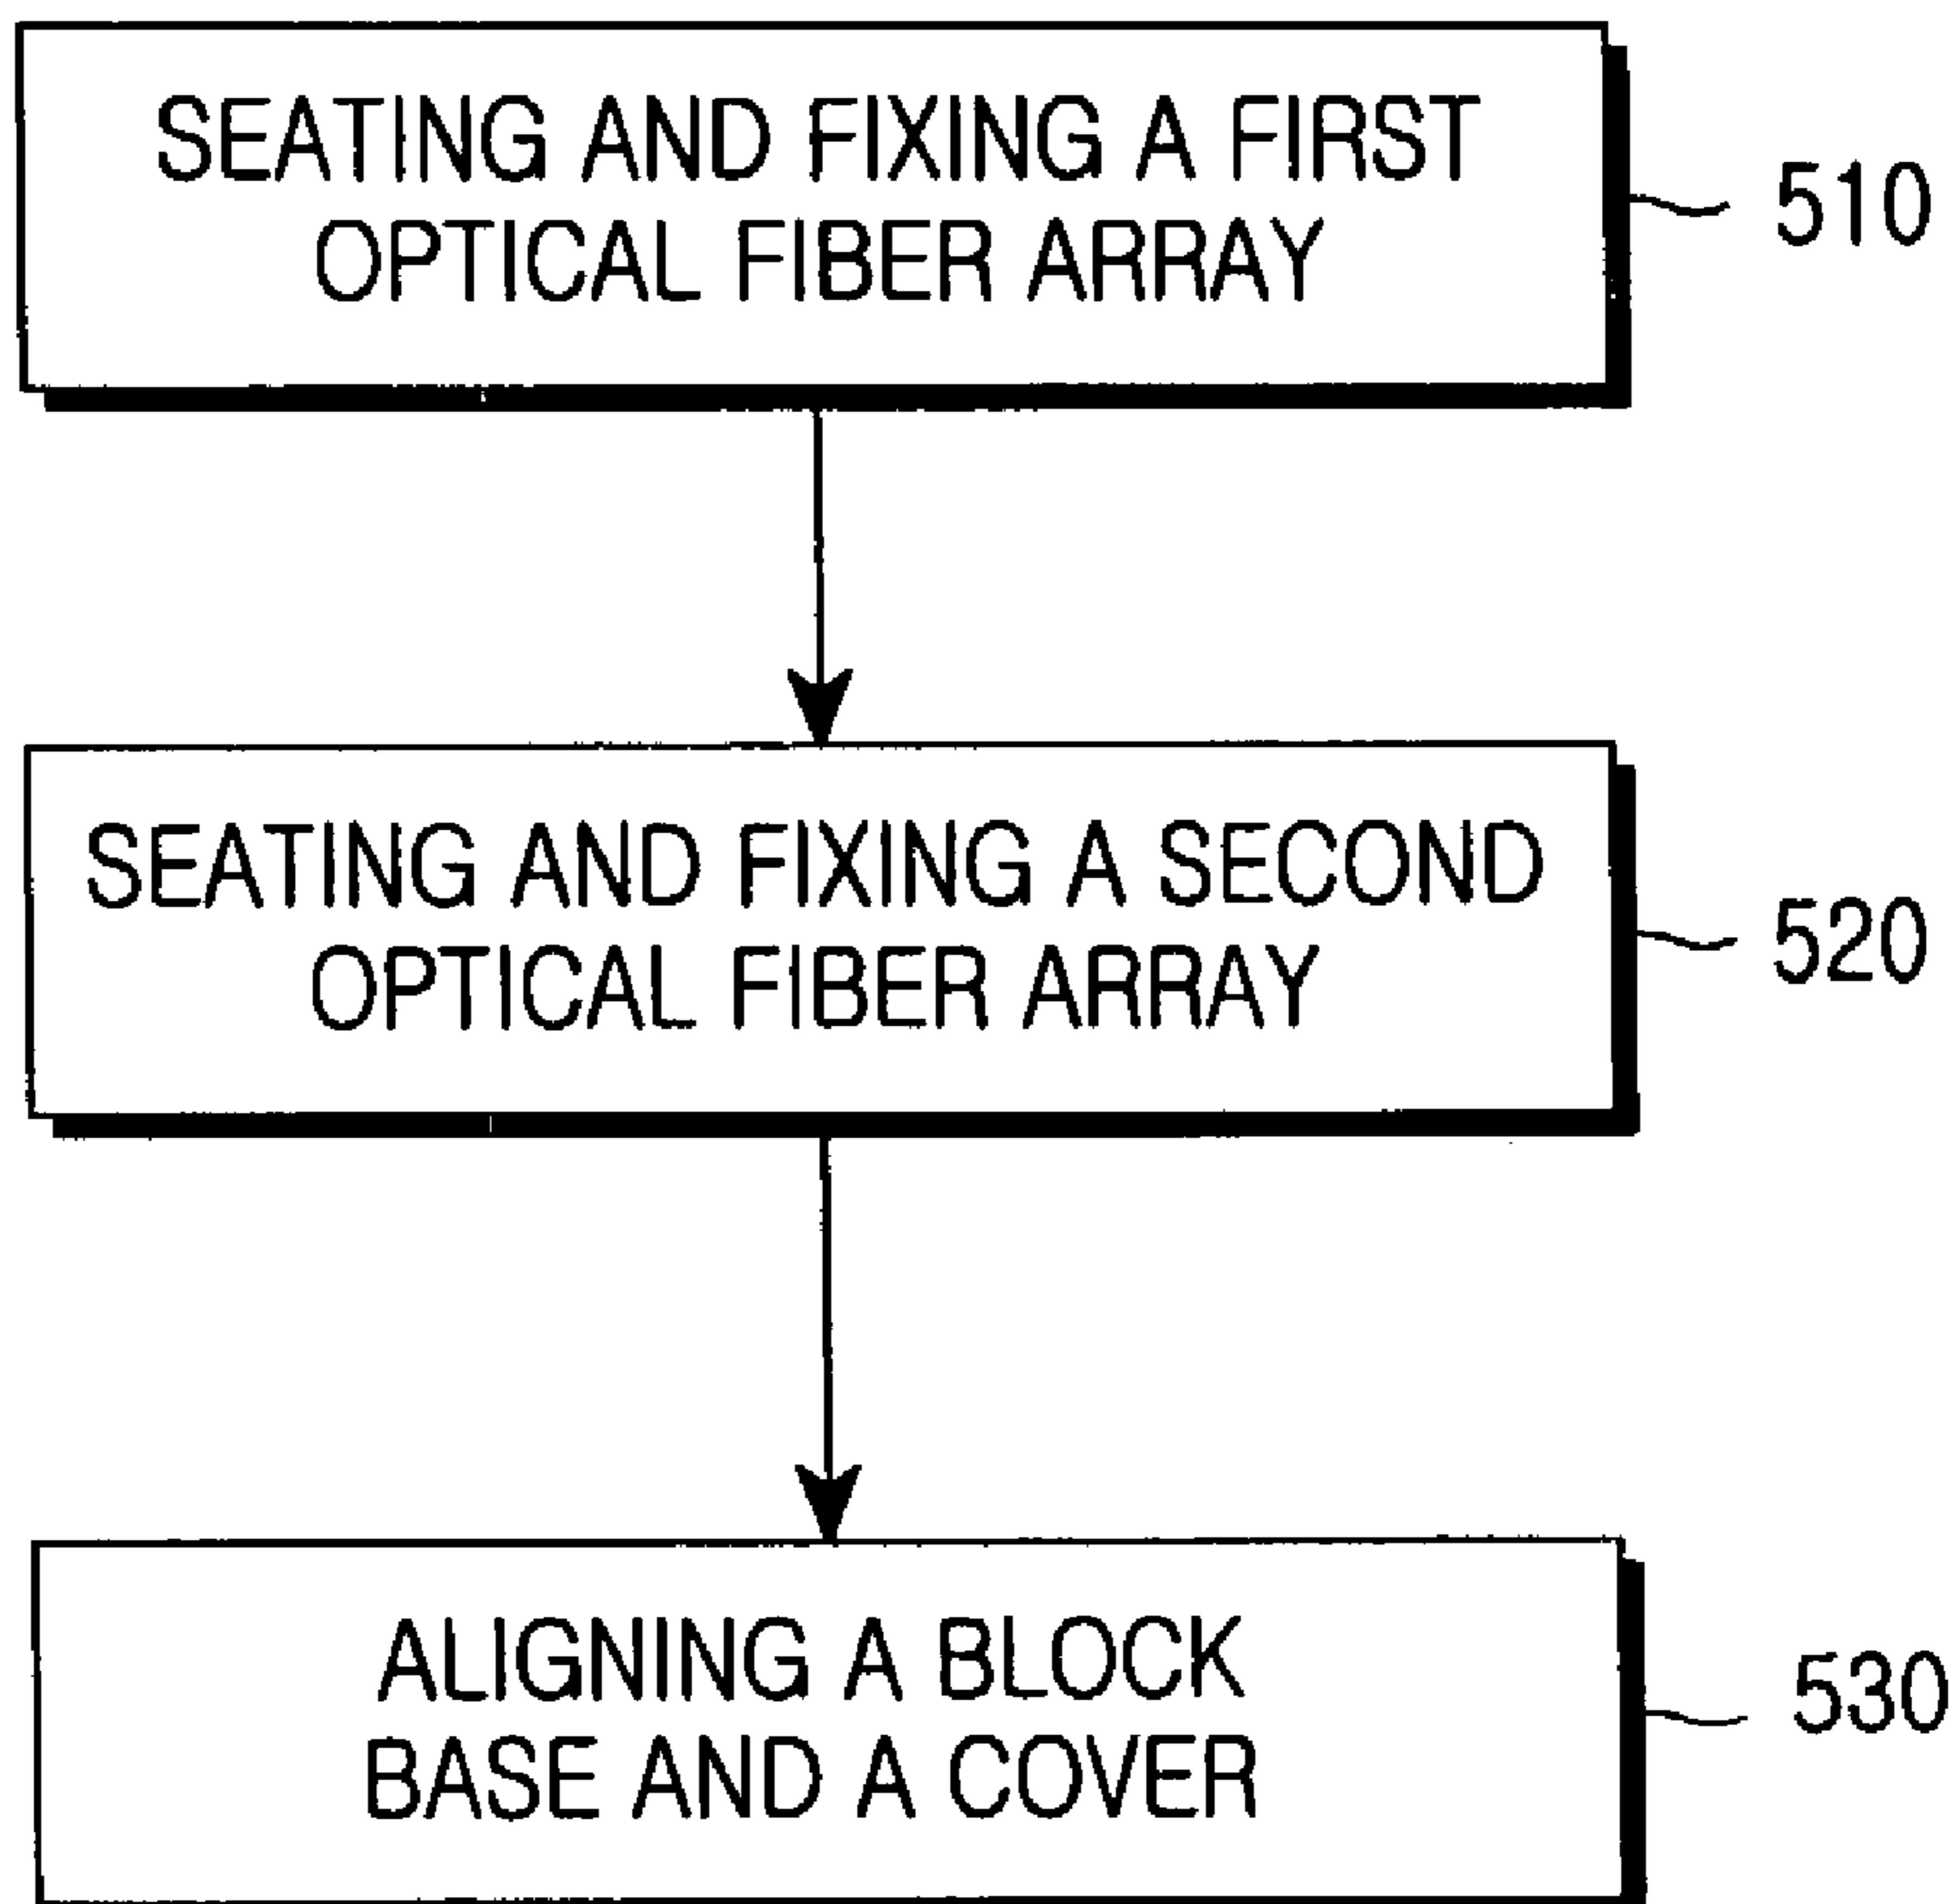 SEATING AND FIXING A FIRST
OPTICAL FIBER ARRAY
510
SEATING AND FIXING A SECOND
OPTICAL FIBER ARRAY
520
ALIGNING A BLOCK
BASE AND A COVER
530